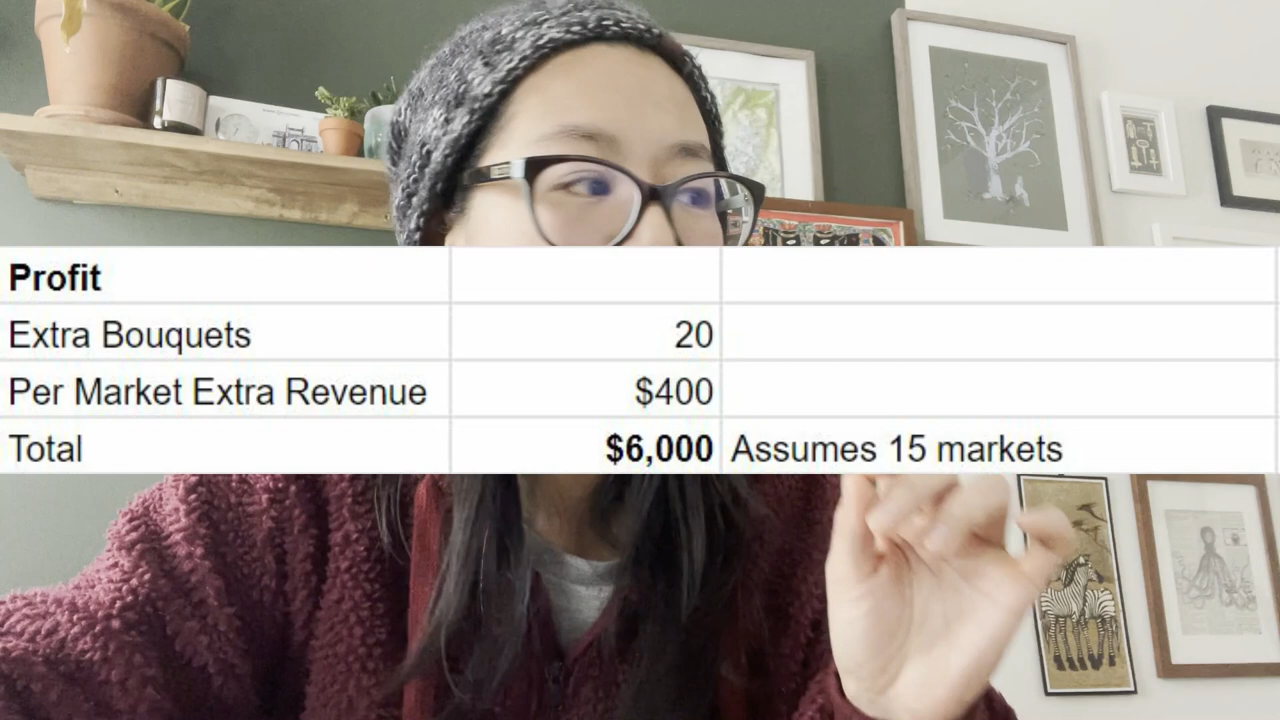 Profit
Extra Bouquets 20
Per Market Extra Revenue $400
Total $6,000 Assumes 15 markets